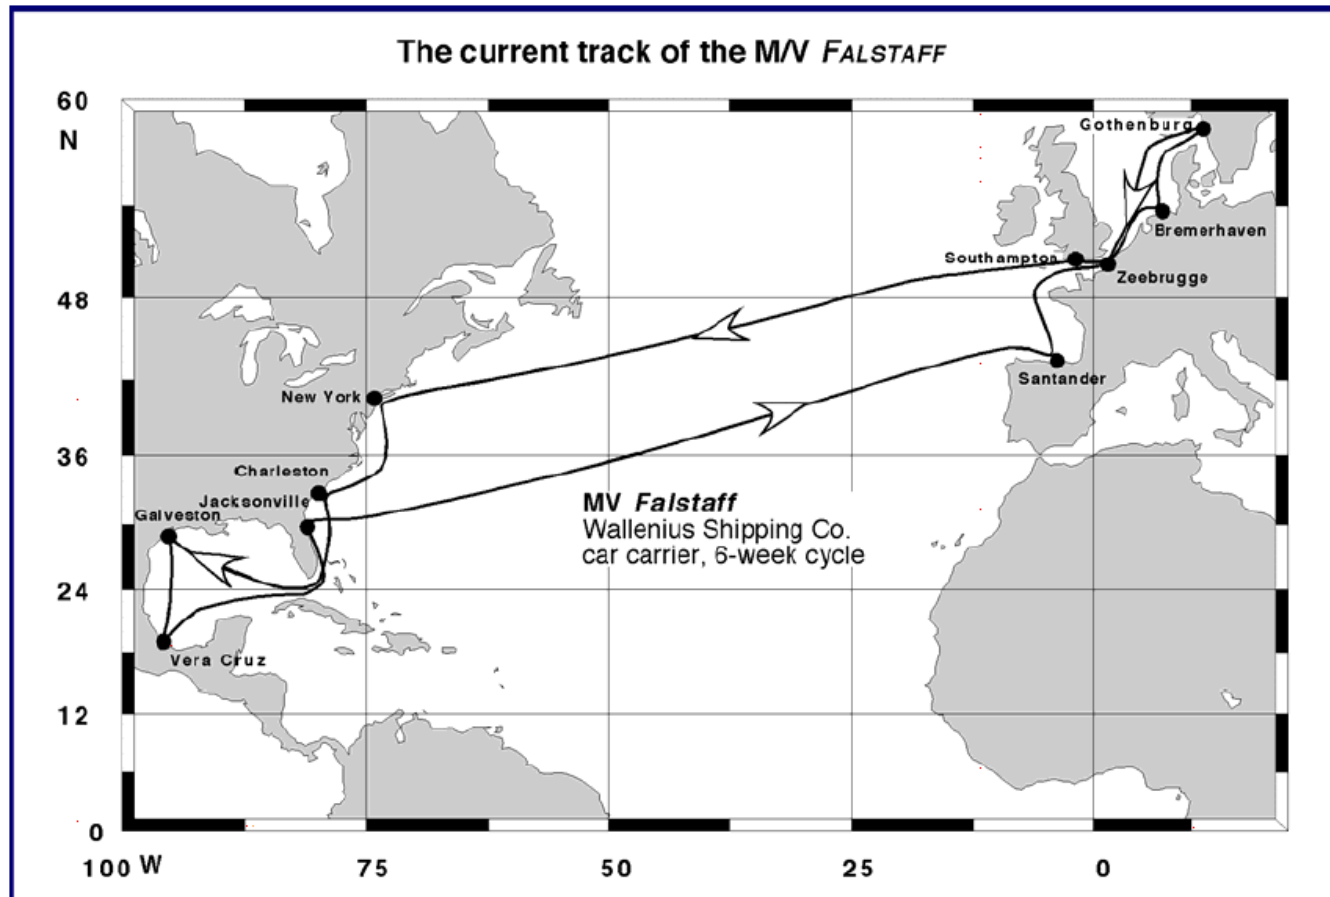 The current track of the M/V FALSTAFF
60
N
Gothenburg
Bremerhaven
Southampton
Zeebrugge
48
Santander
New York
36
Charleston
Jacksonville
Galveston
MV Falstaff
Wallenius Shipping Co.
car carrier, 6-week cycle
24
Vera Cruz
12
0
100 W
75
50
25
0